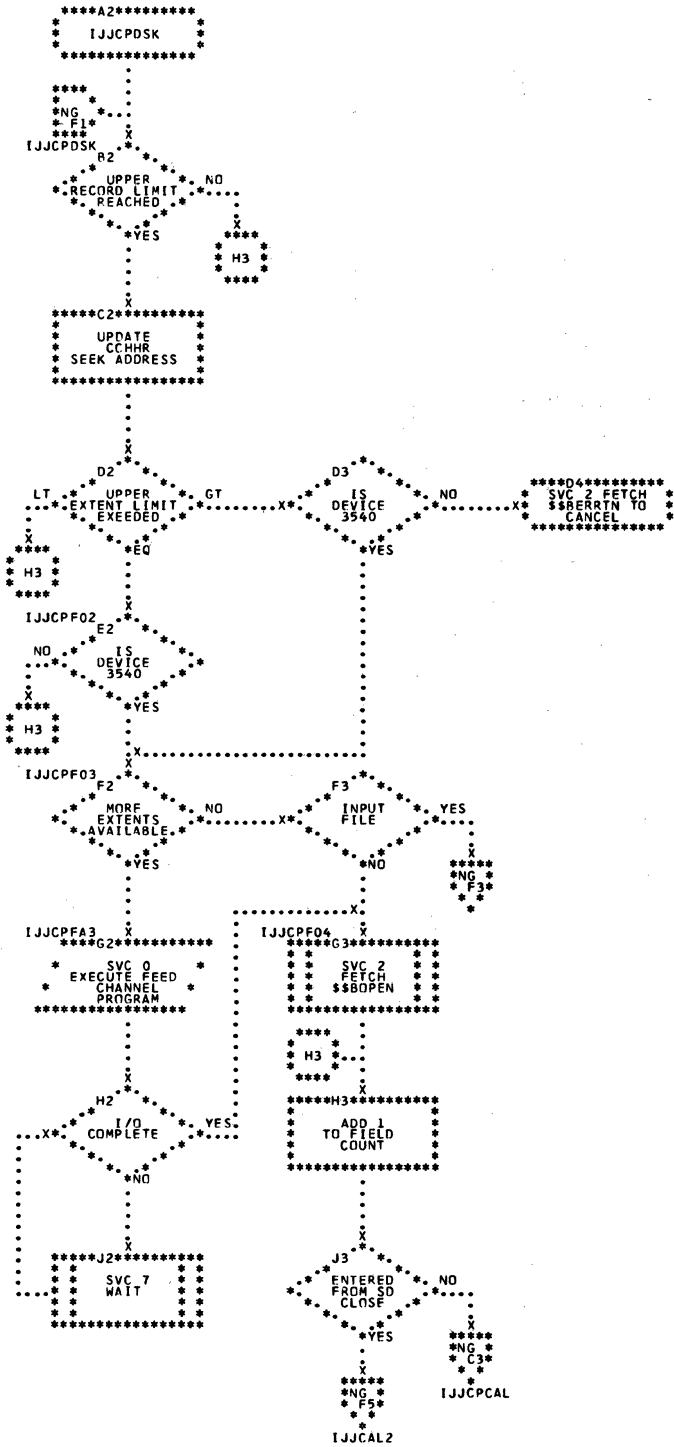 A2
IJJCPDSK
NG
F1
IJJCPDSK
B2
UPPER
RECORD LIMIT
REACHED
NO
YES
H3
C2
UPDATE
CCHHR
SEEK ADDRESS
D2
LT
UPPER
EXTENT LIMIT
EXEEDED
GT
EQ
H3
D3
IS
DEVICE
3540
NO
YES
D4
SVC 2 FETCH
$$BERRTN TO
CANCEL
IJJCPF02
E2
NO
IS
DEVICE
3540
YES
H3
IJJCPF03
F2
MORE
EXTENTS
AVAILABLE
NO
YES
F3
INPUT
FILE
YES
NO
NG
F3
IJJCPFA3
G2
SVC 0
EXECUTE FEED
CHANNEL
PROGRAM
IJJCPF04
G3
SVC 2
FETCH
$$BOPEN
H3
H2
I/O
COMPLETE
YES
NO
H3
ADD 1
TO FIELD
COUNT
J2
SVC 7
WAIT
J3
ENTERED
FROM SD
CLOSE
NO
YES
NG
C3
IJJCPCAL
NG
F5
IJJCAL2